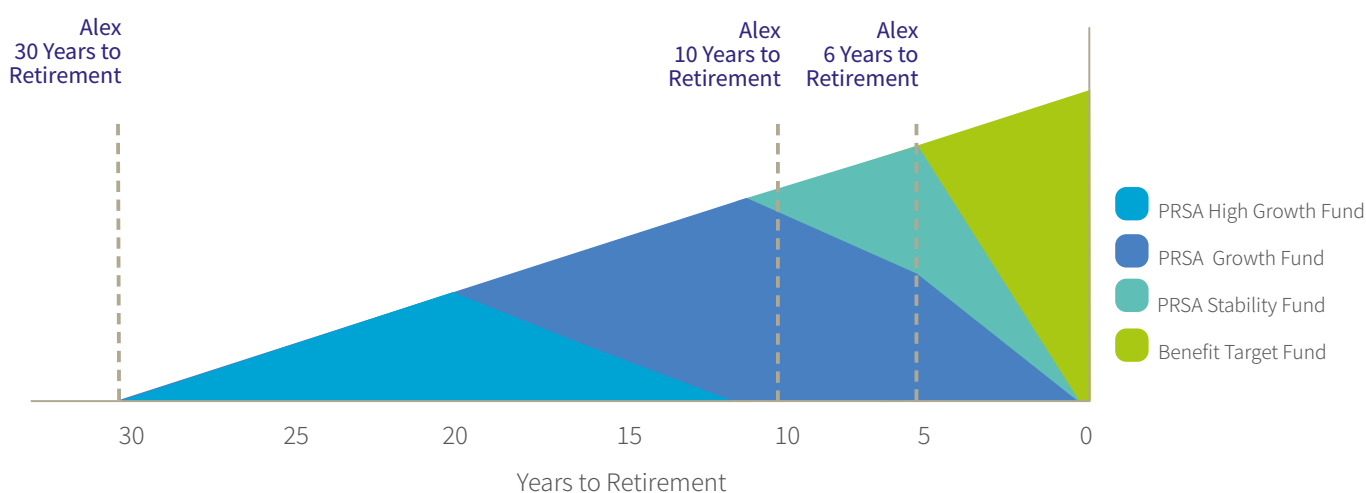 Alex
30 Years to
Retirement
Alex
10 Years to
Retirement
Alex
6 Years to
Retirement
PRSA High Growth Fund
PRSA Growth Fund
PRSA Stability Fund
Benefit Target Fund
30 25 20 15 10 5 0
Years to Retirement